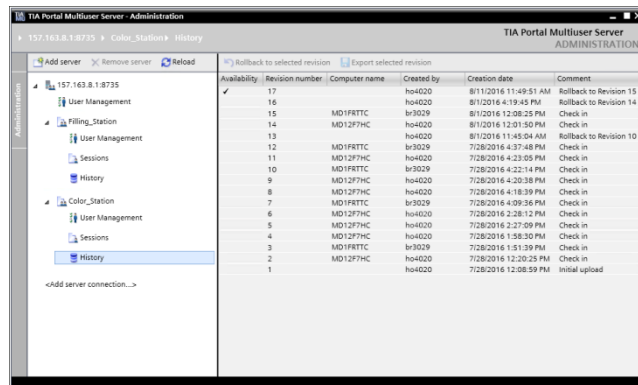 TIA Portal Multiuser Server - Administration
157.163.8.1:8735 Color_Station History
TIA Portal Multiuser Server
ADMINISTRATION
Add server Remove server Reload
Rollback to selected revision Export selected revision
Administration
157.163.8.1:8735
User Management
Filling_Station
User Management
Sessions
History
Color_Station
User Management
Sessions
History
<Add server connection...>
Availability Revision number Computer name Created by Creation date Comment
✓ 17 ho4020 8/11/2016 11:49:51 AM Rollback to Revision 15
16 ho4020 8/1/2016 4:19:45 PM Rollback to Revision 14
15 MD1FRTTC br3029 8/1/2016 12:08:25 PM Check in
14 MD12F7HC ho4020 8/1/2016 12:01:50 PM Check in
13 ho4020 8/1/2016 11:45:04 AM Rollback to Revision 10
12 MD1FRTTC br3029 7/28/2016 4:37:48 PM Check in
11 MD12F7HC ho4020 7/28/2016 4:23:05 PM Check in
10 MD1FRTTC br3029 7/28/2016 4:22:14 PM Check in
9 MD12F7HC ho4020 7/28/2016 4:20:38 PM Check in
8 MD12F7HC ho4020 7/28/2016 4:18:39 PM Check in
7 MD1FRTTC br3029 7/28/2016 4:09:36 PM Check in
6 MD12F7HC ho4020 7/28/2016 2:28:12 PM Check in
5 MD12F7HC ho4020 7/28/2016 2:27:09 PM Check in
4 MD12F7HC ho4020 7/28/2016 1:58:30 PM Check in
3 MD1FRTTC br3029 7/28/2016 1:51:39 PM Check in
2 MD12F7HC ho4020 7/28/2016 12:20:25 PM Check in
1 ho4020 7/28/2016 12:08:59 PM Initial upload